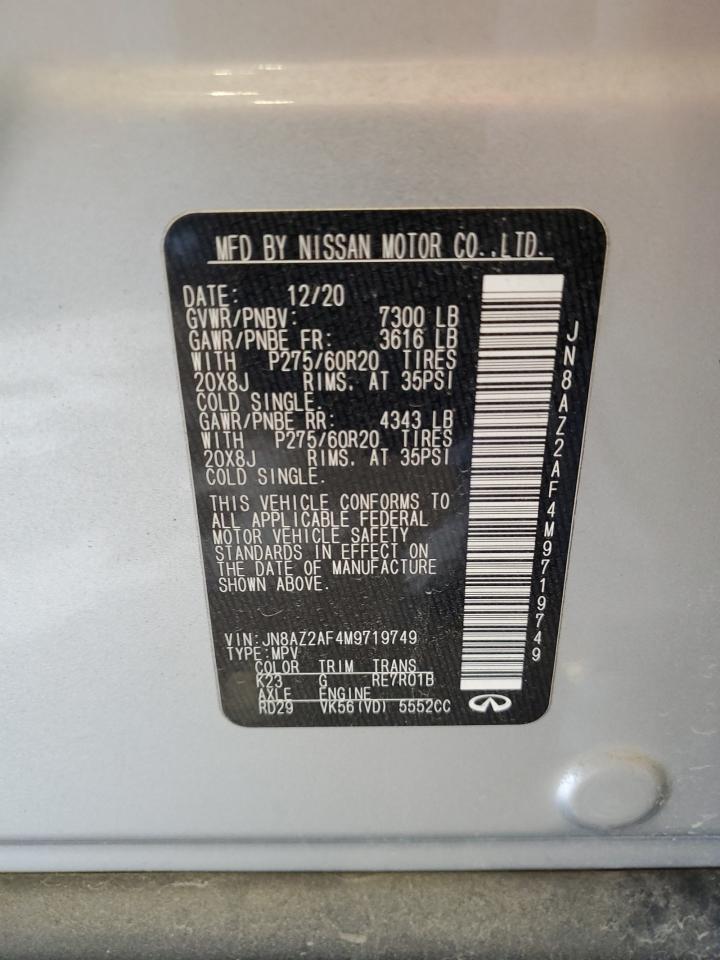 MFD BY NISSAN MOTOR CO.,LTD.
DATE: 12/20
GVWR/PNBV: 7300 LB
GAWR/PNBE FR: 3616 LB
WITH P275/60R20 TIRES
20X8J RIMS, AT 35PSI
COLD SINGLE.
GAWR/PNBE RR: 4343 LB
WITH P275/60R20 TIRES
20X8J RIMS, AT 35PSI
COLD SINGLE.
THIS VEHICLE CONFORMS TO
ALL APPLICABLE FEDERAL
MOTOR VEHICLE SAFETY
STANDARDS IN EFFECT ON
THE DATE OF MANUFACTURE
SHOWN ABOVE.
VIN:JN8AZ2AF4M9719749
TYPE:MPV
COLOR TRIM TRANS
K23 G RE7R01B
AXLE ENGINE
RD29 VK56(VD) 5552CC
JN8AZ2AF4M9719749